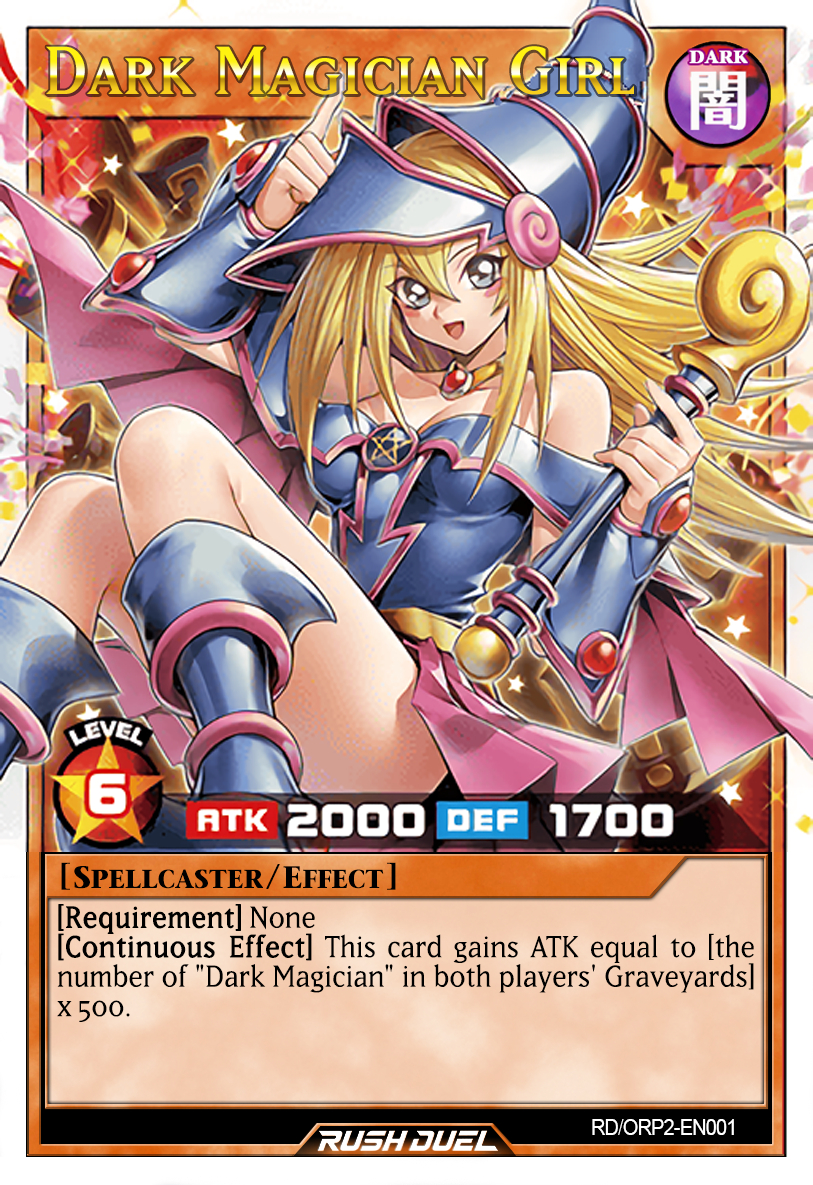 DARK MAGICIAN GIRL
DARK
闇
LEVEL
6
ATK 2000 DEF 1700
[SPELLCASTER/EFFECT]
[Requirement] None
[Continuous Effect] This card gains ATK equal to [the
number of "Dark Magician" in both players' Graveyards]
x 500.
RD/ORP2-EN001
RUSH DUEL